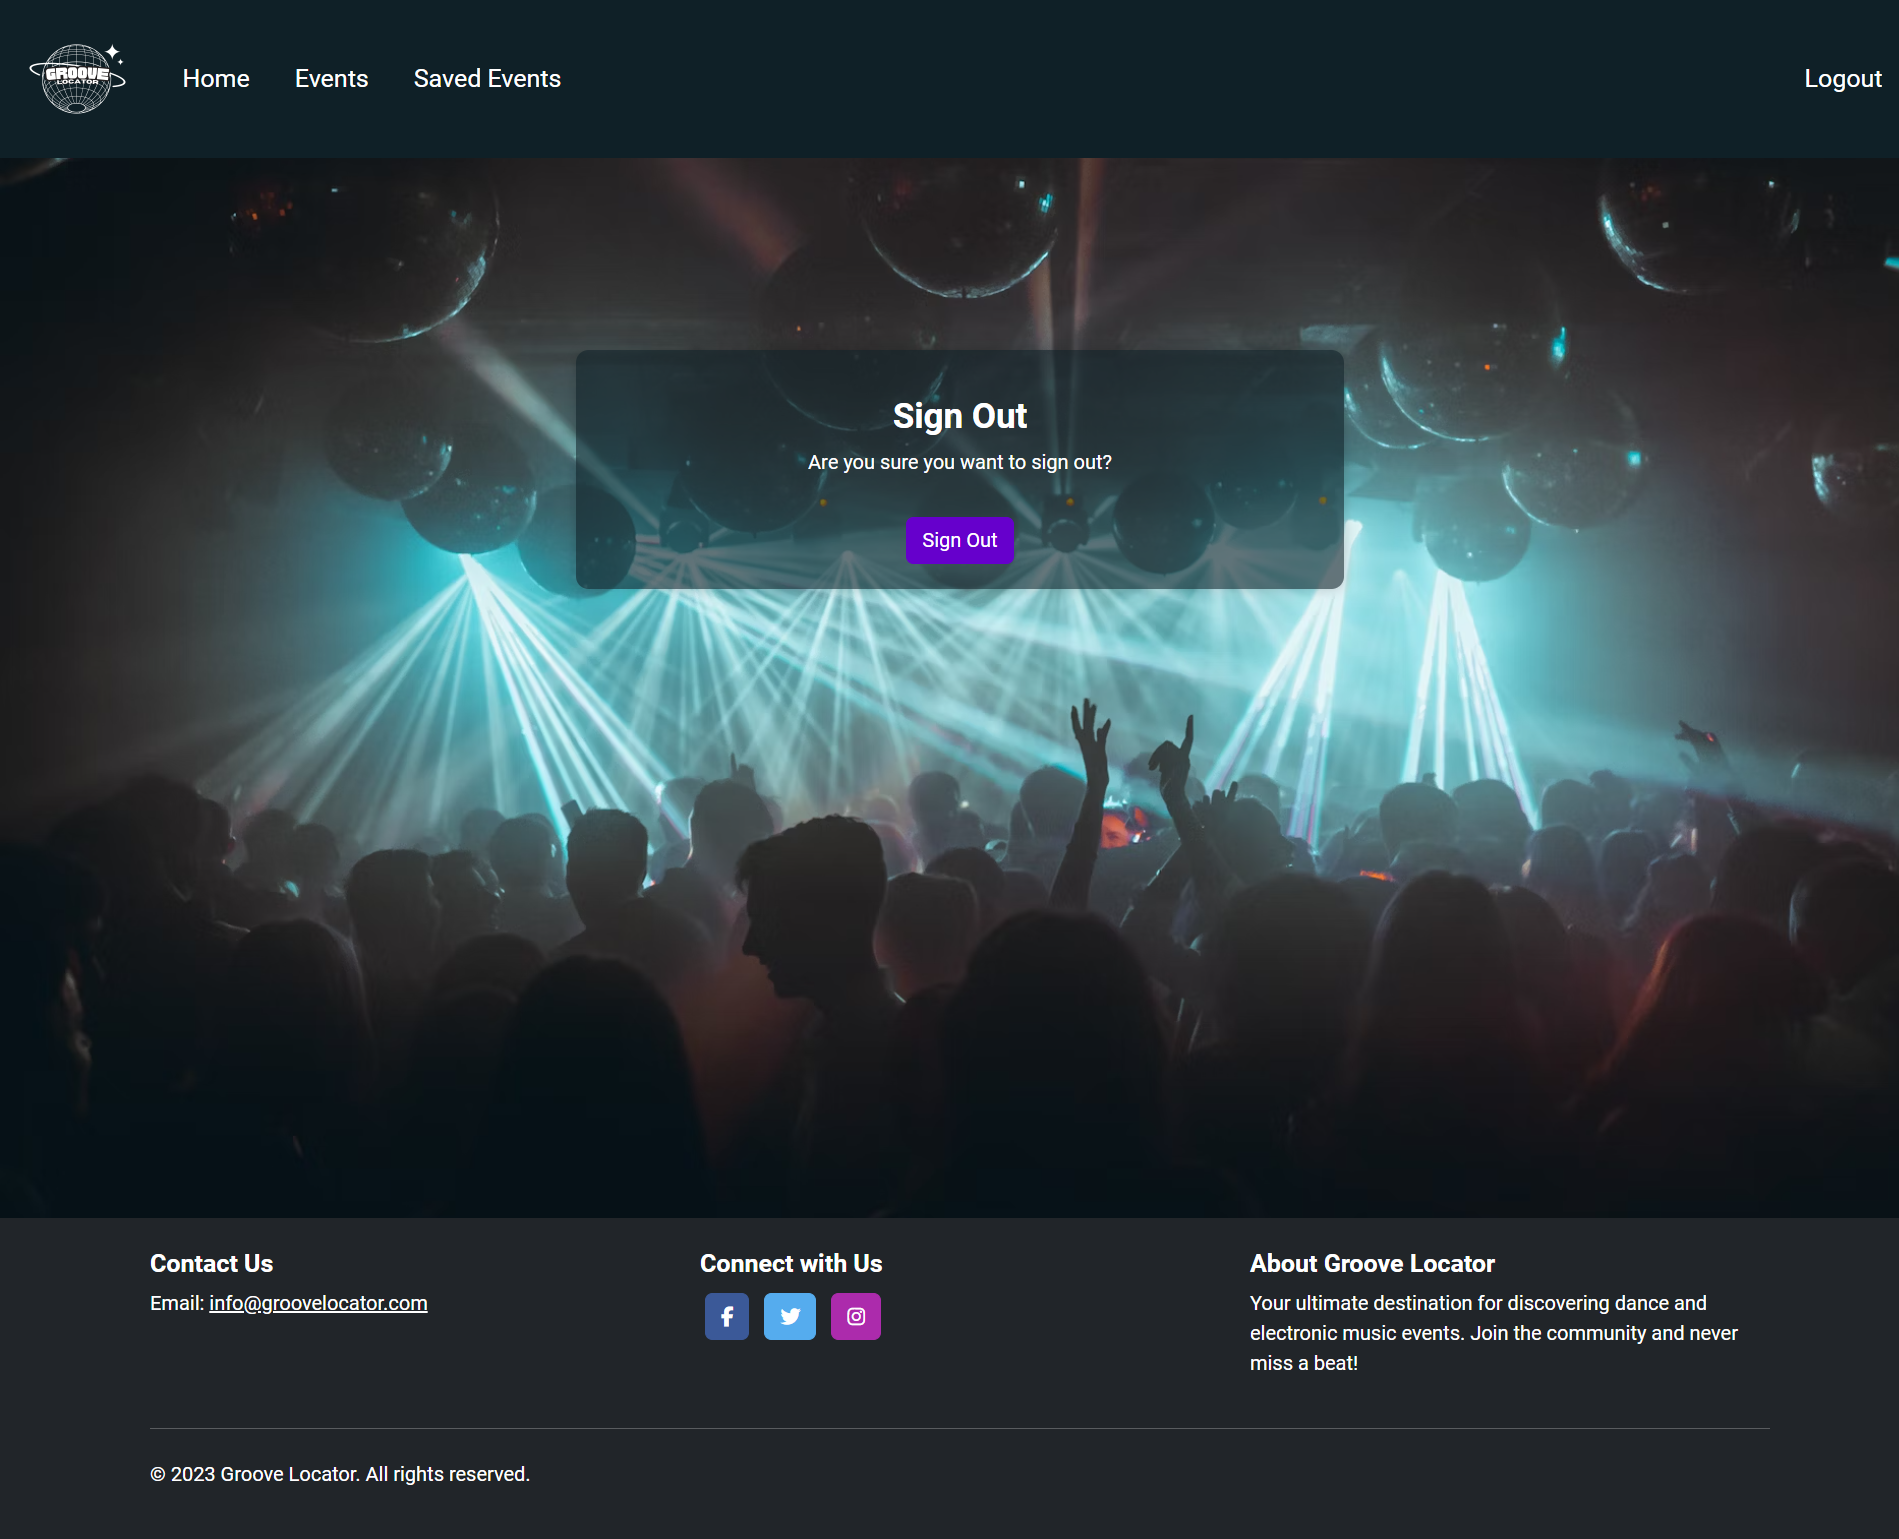 GROOVE
LOCATOR
Home
Events
Saved Events
Logout
Sign Out
Are you sure you want to sign out?
Sign Out
Contact Us
Email: info@groovelocator.com
Connect with Us
About Groove Locator
Your ultimate destination for discovering dance and
electronic music events. Join the community and never
miss a beat!
© 2023 Groove Locator. All rights reserved.